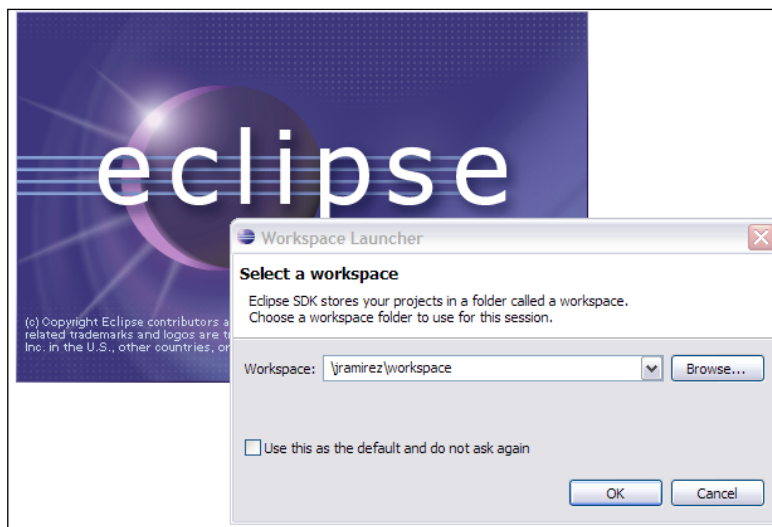 eclipse
(c) Copyright Eclipse contributors a
related trademarks and logos are t
Inc. in the U.S., other countries, or
Workspace Launcher
Select a workspace
Eclipse SDK stores your projects in a folder called a workspace.
Choose a workspace folder to use for this session.
Workspace: \jramirez\workspace Browse...
Use this as the default and do not ask again
OK Cancel